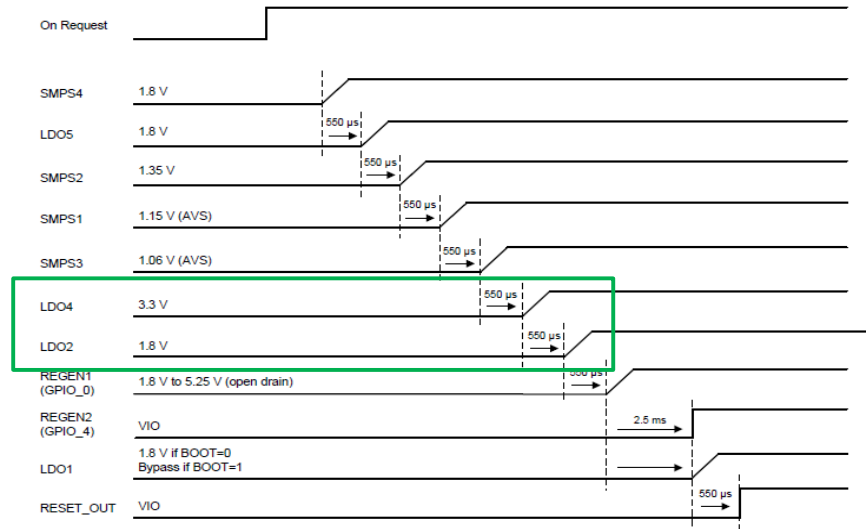 On Request
SMPS4 1.8 V
550 µs
LDO5 1.8 V
550 µs
SMPS2 1.35 V
550 µs
SMPS1 1.15 V (AVS)
550 µs
SMPS3 1.06 V (AVS)
550 µs
LDO4 3.3 V
550 µs
LDO2 1.8 V
550 µs
REGEN1
(GPIO_0) 1.8 V to 5.25 V (open drain)
REGEN2
(GPIO_4) VIO
2.5 ms
1.8 V if BOOT=0
LDO1 Bypass if BOOT=1
550 µs
RESET_OUT VIO